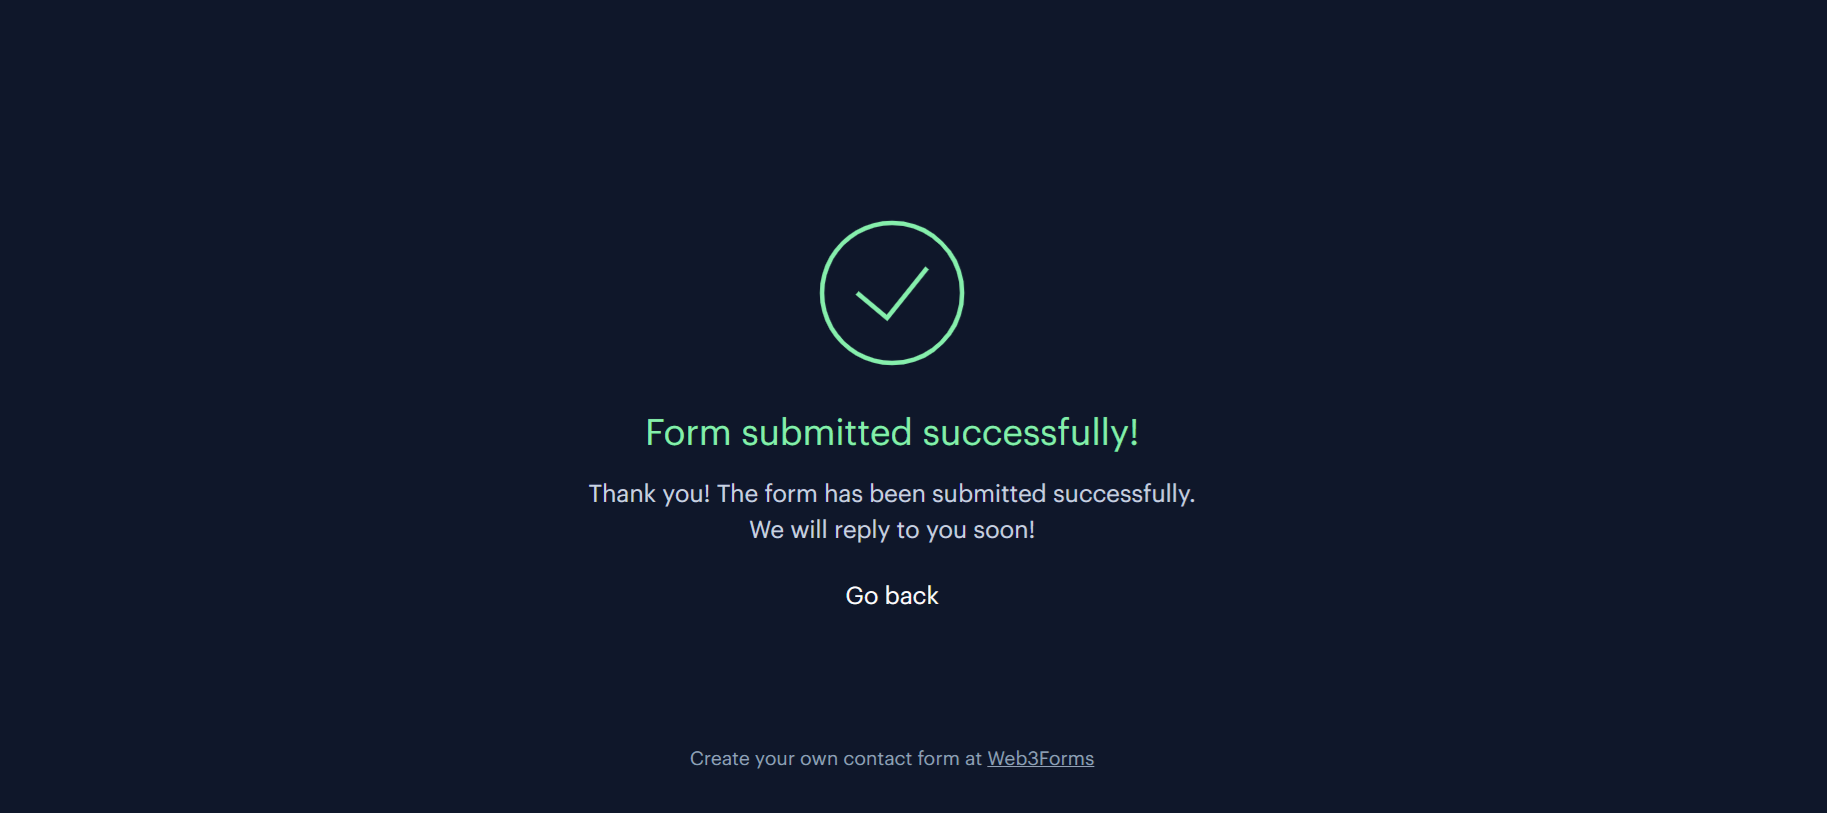 Form submitted successfully!
Thank you! The form has been submitted successfully.
We will reply to you soon!
Go back
Create your own contact form at Web3Forms